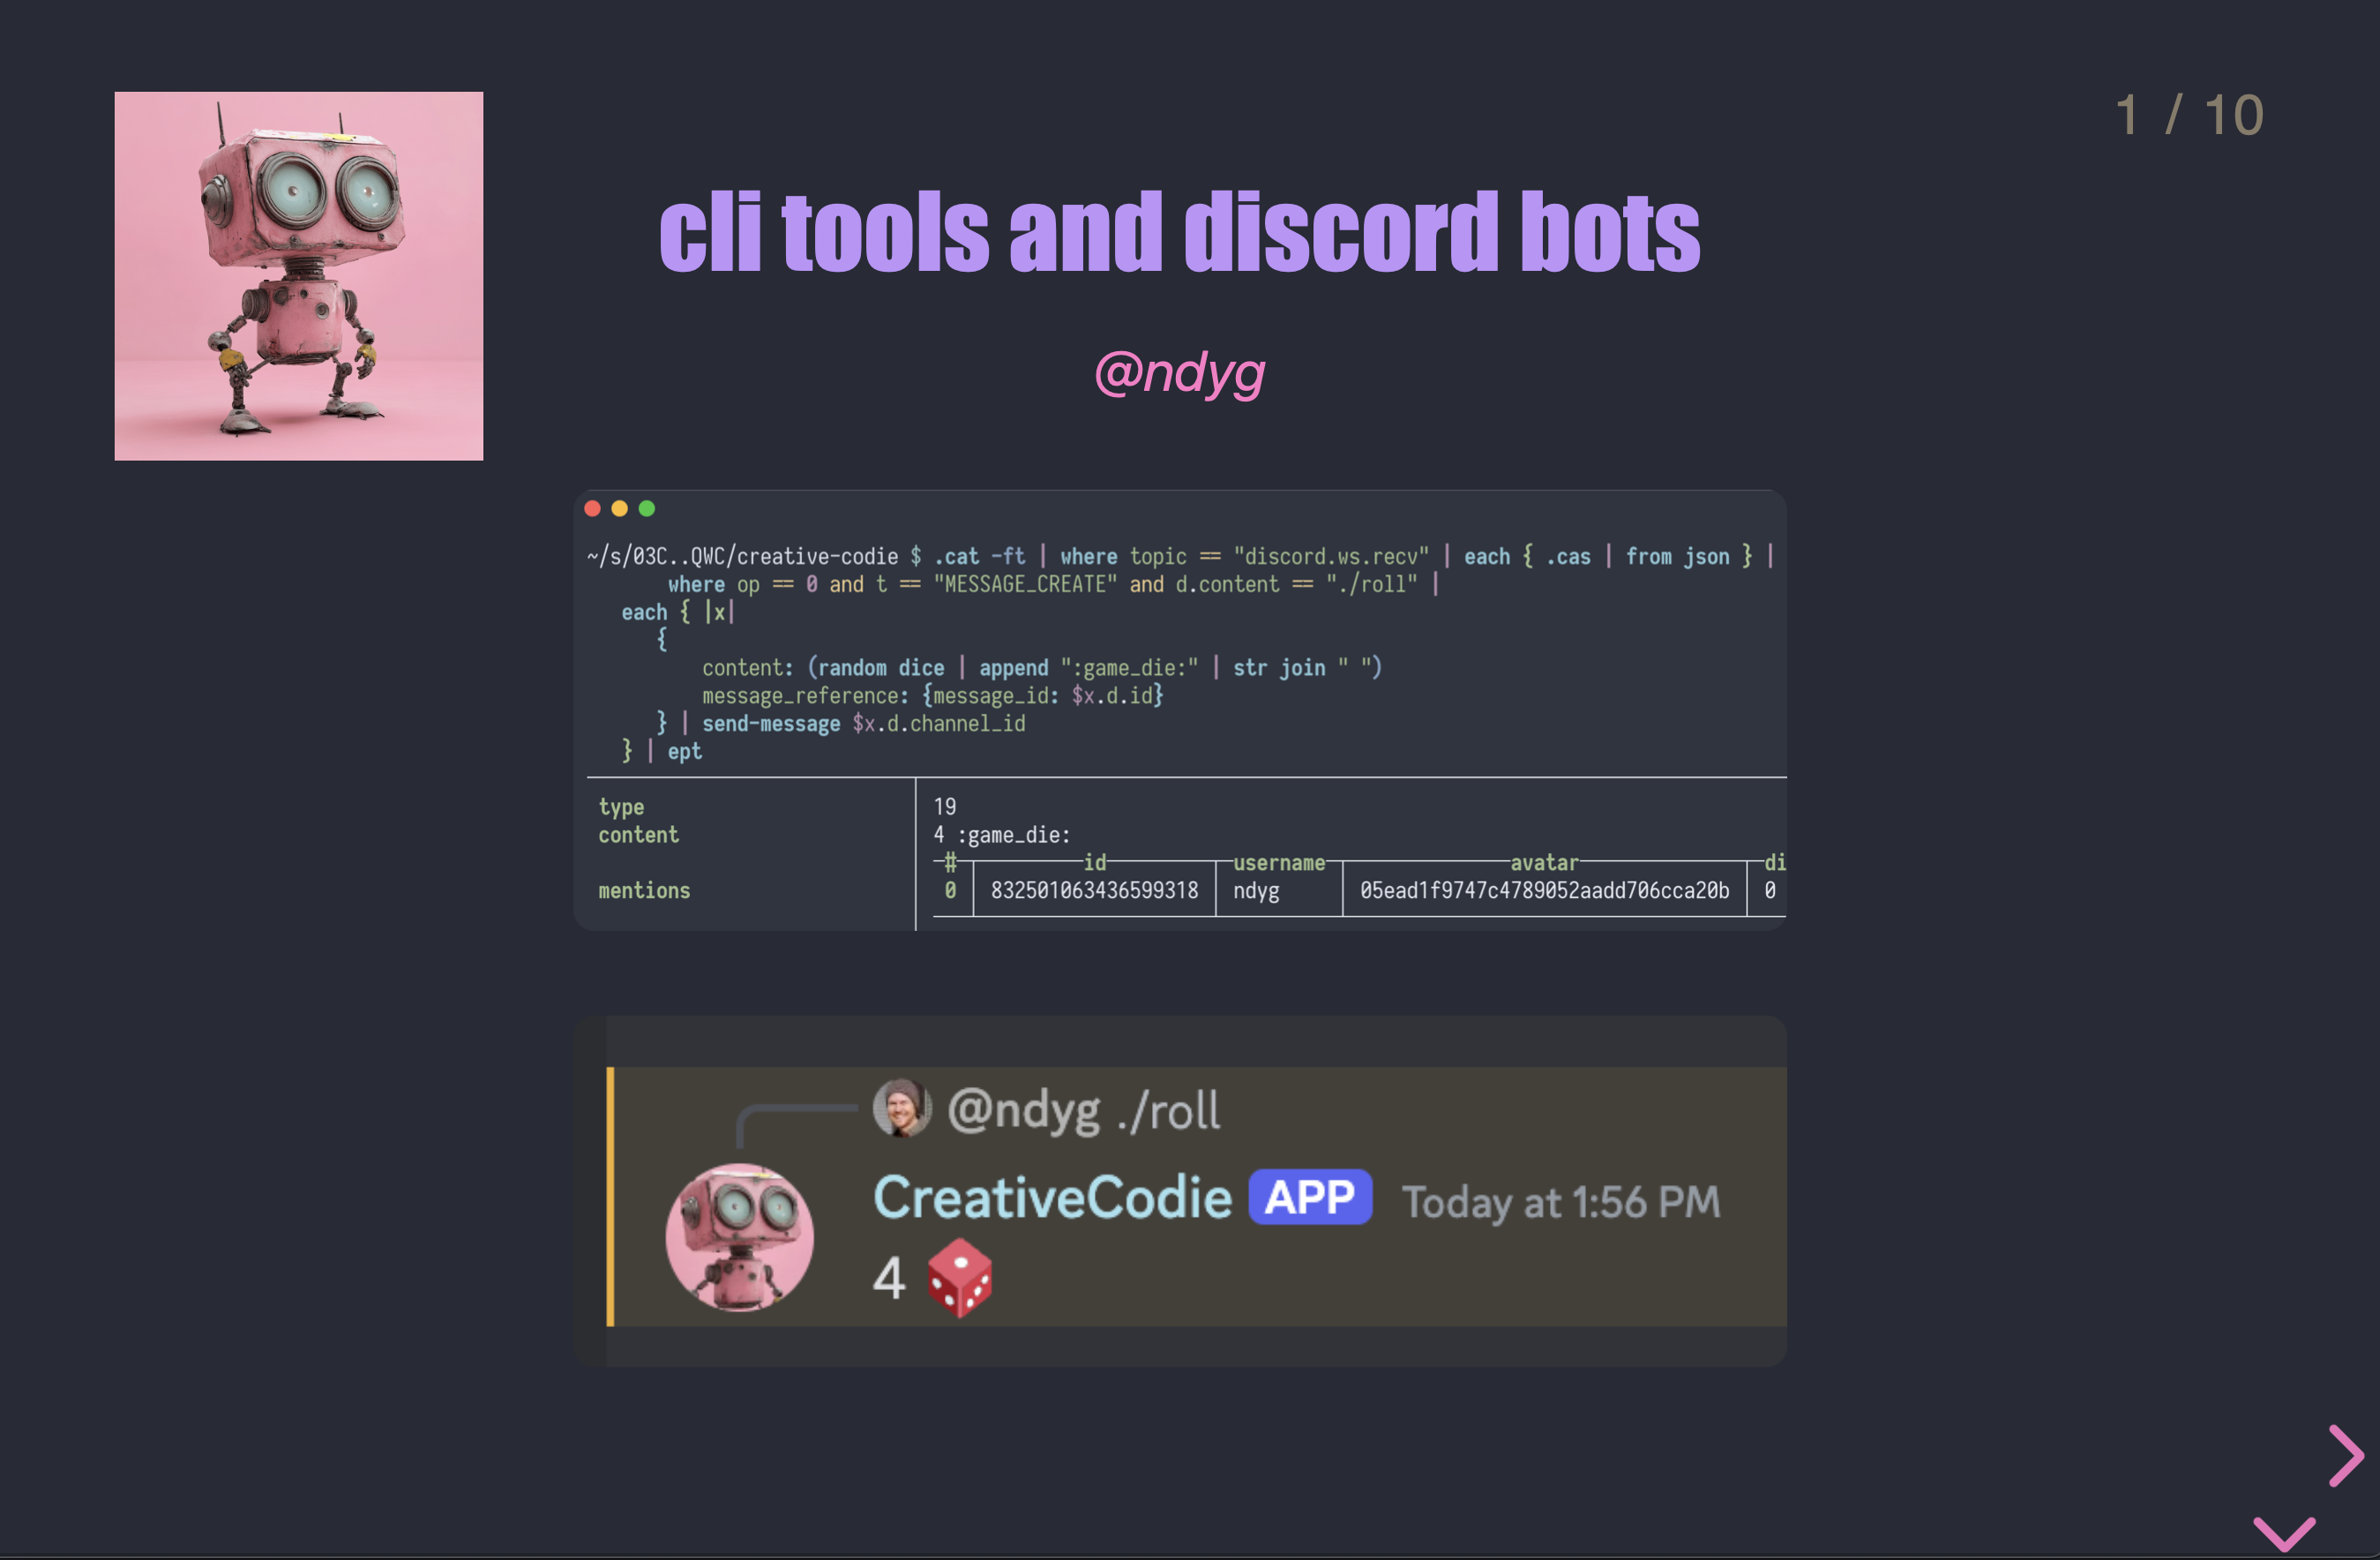 1 / 10
cli tools and discord bots
@ndyg
~/s/03C..QWC/creative-codie $ .cat -ft | where topic == "discord.ws.recv" | each { .cas | from json } |
where op == 0 and t == "MESSAGE_CREATE" and d.content == "./roll" |
each { |x|
{
content: (random dice | append ":game_die:" | str join " ")
message_reference: {message_id: $x.d.id}
} | send-message $x.d.channel_id
} | ept
type 19
content 4 :game_die:
# id username avatar di
mentions 0 832501063436599318 ndyg 05ead1f9747c4789052aadd706cca20b 0
@ndyg ./roll
CreativeCodie APP Today at 1:56 PM
4